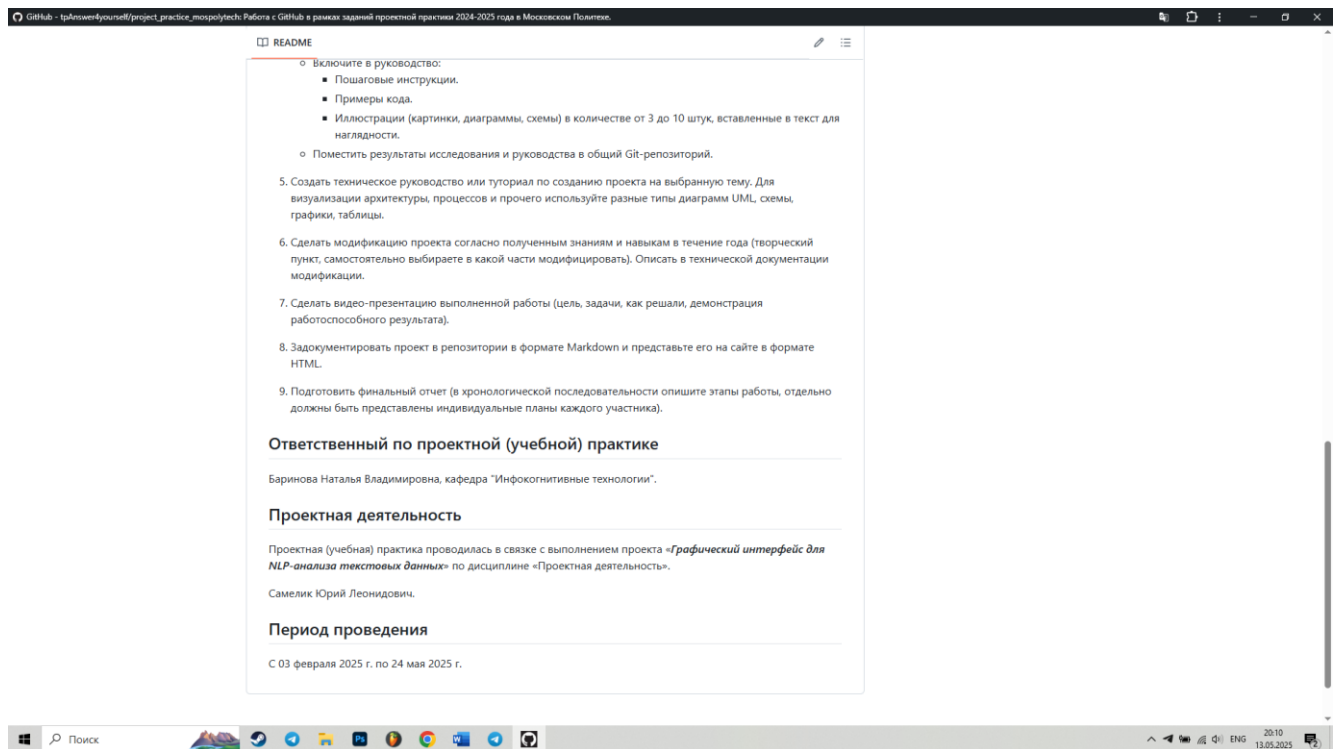 GitHub - tpAnswer4yourself/project_practice_mospolytech: Работа с GitHub в рамках заданий проектной практики 2024-2025 года в Московском Политехе.
README
Включите в руководство:
Пошаговые инструкции.
Примеры кода.
Иллюстрации (картинки, диаграммы, схемы) в количестве от 3 до 10 штук, вставленные в текст для
наглядности.
Поместить результаты исследования и руководства в общий Git-репозиторий.
5. Создать техническое руководство или туториал по созданию проекта на выбранную тему. Для
визуализации архитектуры, процессов и прочего используйте разные типы диаграмм UML, схемы,
графики, таблицы.
6. Сделать модификацию проекта согласно полученным знаниям и навыкам в течение года (творческий
пункт, самостоятельно выбираете в какой части модифицировать). Описать в технической документации
модификации.
7. Сделать видео-презентацию выполненной работы (цель, задачи, как решали, демонстрация
работоспособного результата).
8. Задокументировать проект в репозитории в формате Markdown и представьте его на сайте в формате
HTML.
9. Подготовить финальный отчет (в хронологической последовательности опишите этапы работы, отдельно
должны быть представлены индивидуальные планы каждого участника).
Ответственный по проектной (учебной) практике
Баринова Наталья Владимировна, кафедра "Инфокогнитивные технологии".
Проектная деятельность
Проектная (учебная) практика проводилась в связке с выполнением проекта «Графический интерфейс для
NLP-анализа текстовых данных» по дисциплине «Проектная деятельность».
Самелик Юрий Леонидович.
Период проведения
С 03 февраля 2025 г. по 24 мая 2025 г.
Поиск
Ps
ENG
20:10
13.05.2025
2